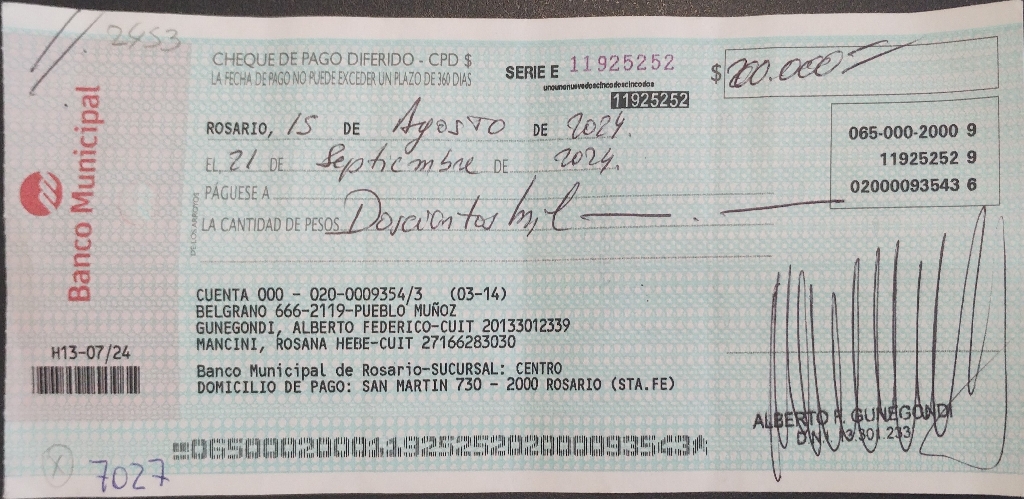 2453
CHEQUE DE PAGO DIFERIDO - CPD $
LA FECHA DE PAGO NO PUEDE EXCEDER UN PLAZO DE 360 DIAS
SERIE E 11925252
unounonuevedoscincodoscincodos
11925252
$ 200.000=
ROSARIO, 15 DE Agosto DE 2024.
EL 21 DE Septiembre DE 2024.
PÁGUESE A
LA CANTIDAD DE PESOS Doscientos mil
065-000-2000 9
11925252 9
02000093543 6
Banco Municipal
CUENTA 000 - 020-0009354/3 (03-14)
BELGRANO 666-2119-PUEBLO MUÑOZ
GUNEGONDI, ALBERTO FEDERICO-CUIT 20133012339
MANCINI, ROSANA HEBE-CUIT 27166283030
Banco Municipal de Rosario-SUCURSAL: CENTRO
DOMICILIO DE PAGO: SAN MARTIN 730 - 2000 ROSARIO (STA.FE)
H13-07/24
ALBERTO F. GUNEGONDI
D.N.I. 13.301.233
06500020001192525202000093543
X
7027